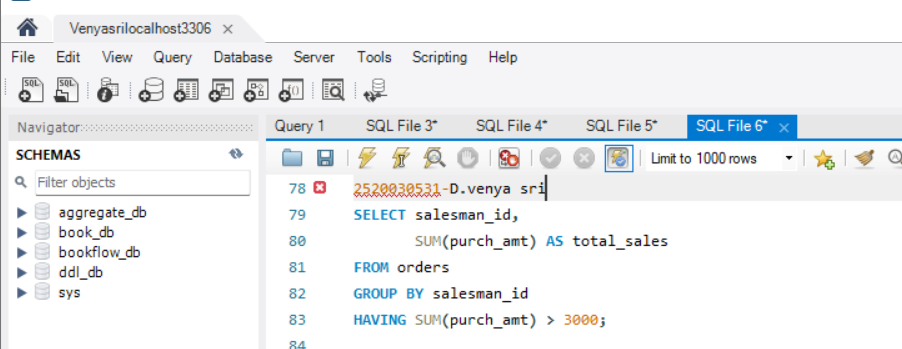 Venyasrilocalhost3306 ×
File Edit View Query Database Server Tools Scripting Help
Navigator
Query 1 SQL File 3* SQL File 4* SQL File 5* SQL File 6* ×
SCHEMAS
Limit to 1000 rows
Filter objects
aggregate_db
book_db
bookflow_db
ddl_db
sys
78 2520030531-D.venya sri
79 SELECT salesman_id,
80 SUM(purch_amt) AS total_sales
81 FROM orders
82 GROUP BY salesman_id
83 HAVING SUM(purch_amt) > 3000;
84